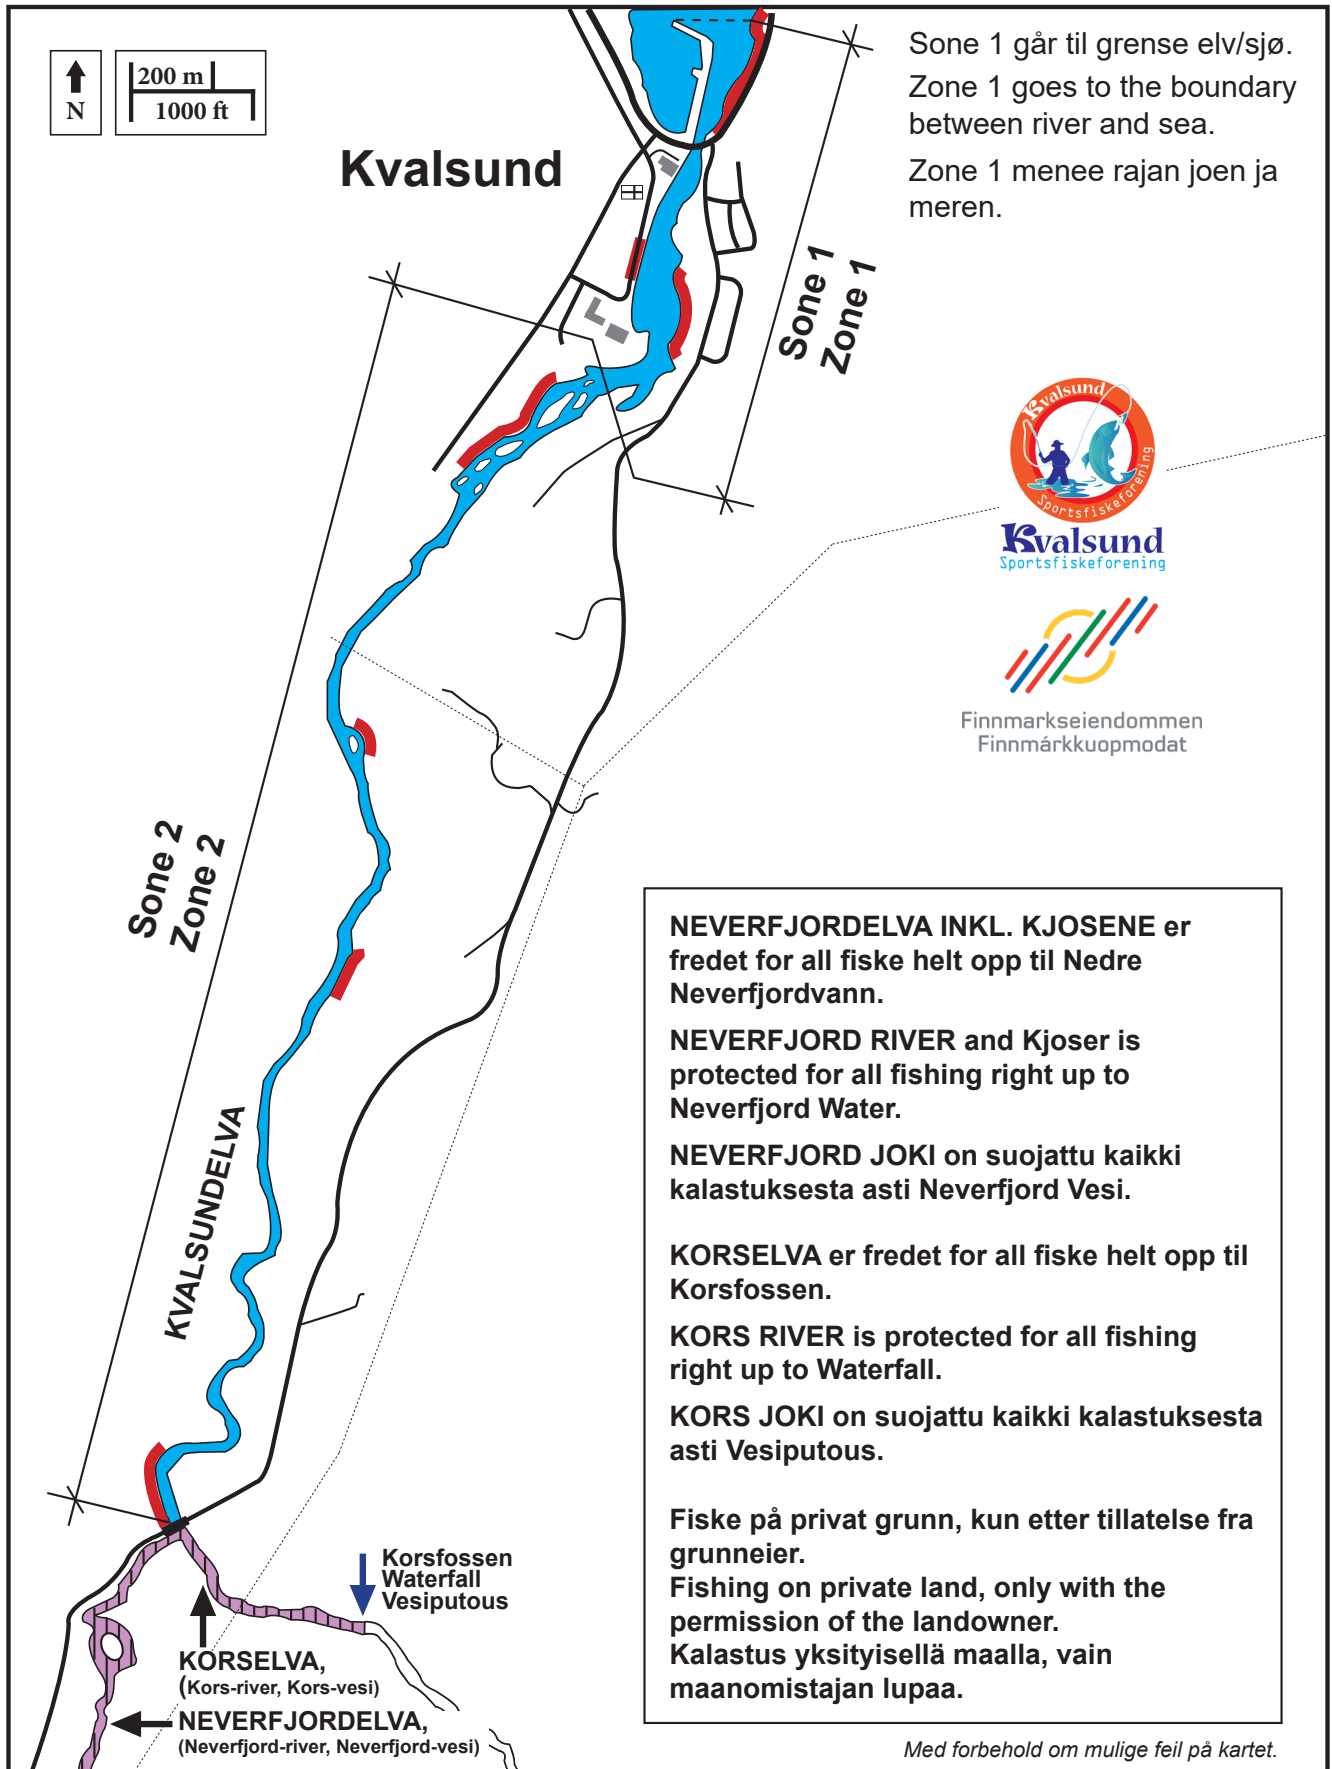 Sone 1 går til grense elv/sjø.
Zone 1 goes to the boundary
between river and sea.
Zone 1 menee rajan joen ja
meren.
N
200 m
1000 ft
Kvalsund
Sone 1
Zone 1
Kvalsund
Sportsfiskeforening
Kvalsund
Sportsfiskeforening
Finnmarkseiendommen
Finnmárkkuopmodat
Sone 2
Zone 2
KVALSUNDELVA
NEVERFJORDELVA INKL. KJOSENE er
fredet for all fiske helt opp til Nedre
Neverfjordvann.
NEVERFJORD RIVER and Kjoser is
protected for all fishing right up to
Neverfjord Water.
NEVERFJORD JOKI on suojattu kaikki
kalastuksesta asti Neverfjord Vesi.
KORSELVA er fredet for all fiske helt opp til
Korsfossen.
KORS RIVER is protected for all fishing
right up to Waterfall.
KORS JOKI on suojattu kaikki kalastuksesta
asti Vesiputous.
Fiske på privat grunn, kun etter tillatelse fra
grunneier.
Fishing on private land, only with the
permission of the landowner.
Kalastus yksityisellä maalla, vain
maanomistajan lupaa.
Korsfossen
Waterfall
Vesiputous
KORSELVA,
(Kors-river, Kors-vesi)
NEVERFJORDELVA,
(Neverfjord-river, Neverfjord-vesi)
Med forbehold om mulige feil på kartet.